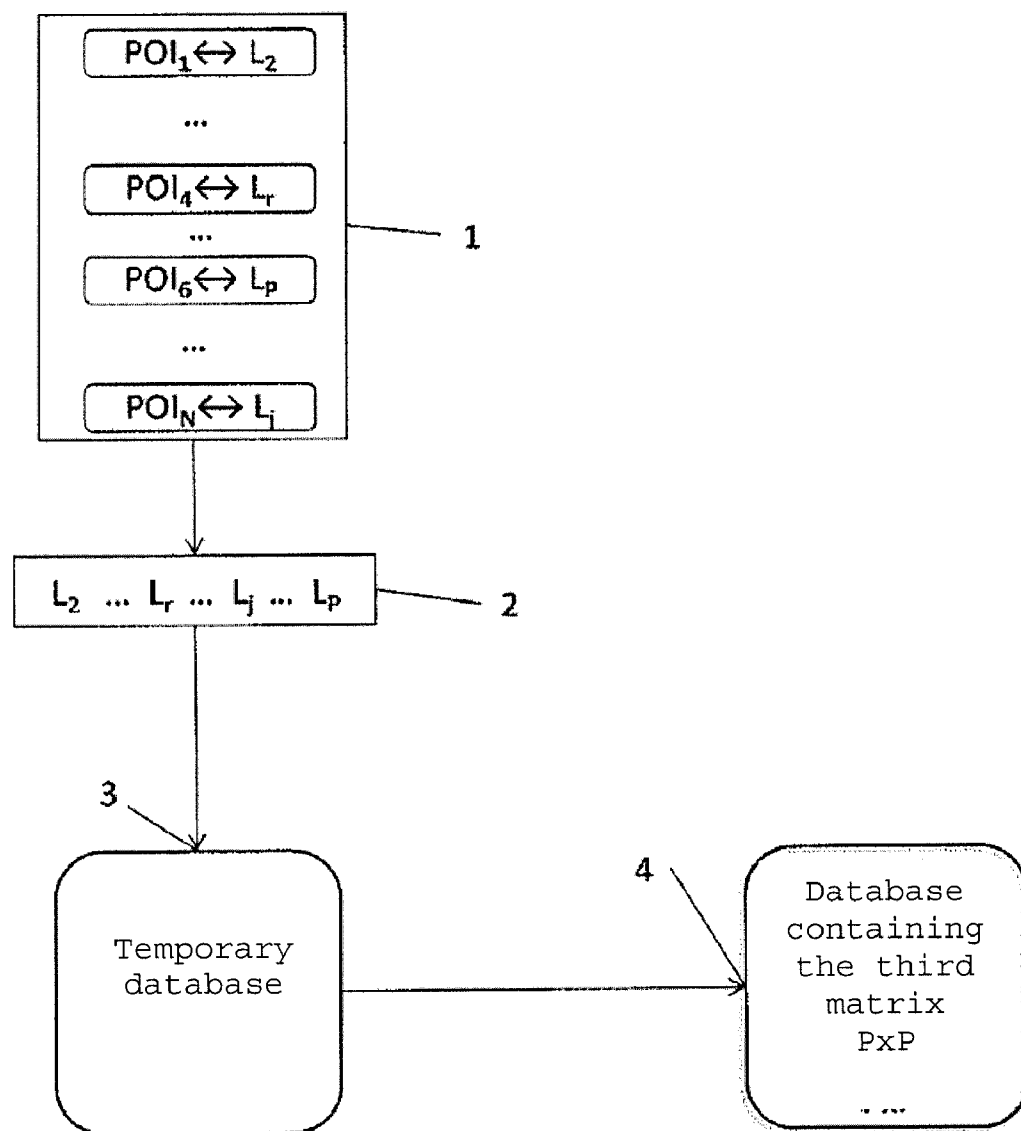 POI₁↔ L₂
...
POI₄↔ Lᵣ
...
1
POI₆↔ Lₚ
...
POI_N↔ Lⱼ
L₂ ... Lᵣ ... Lⱼ ... Lₚ
2
3
4
Temporary
database
Database
containing
the third
matrix
PxP